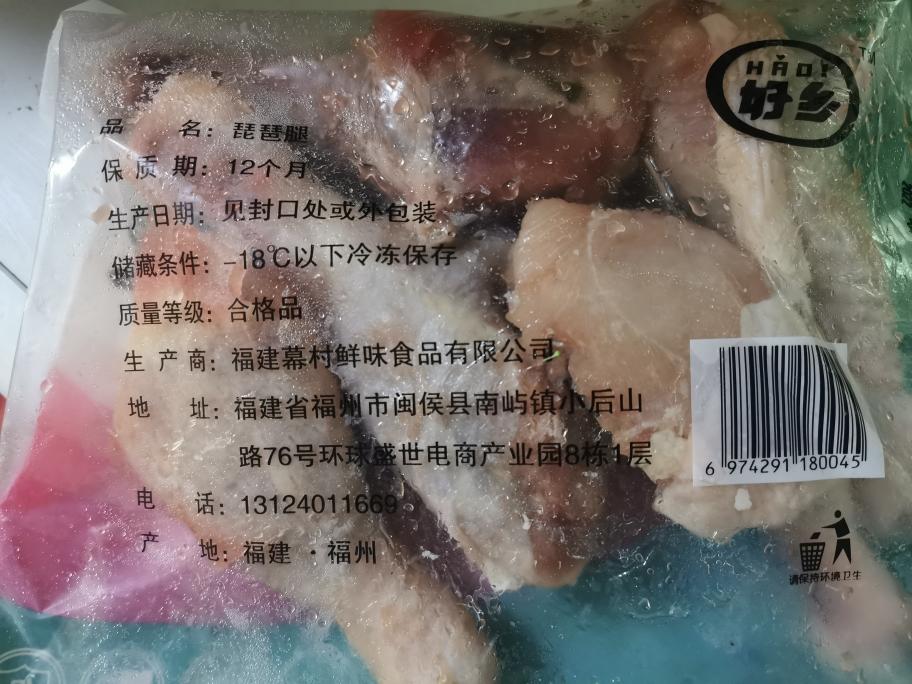 HǎO!
好乡
品 名：琵琶腿
保质期：12个月
生产日期：见封口处或外包装
储藏条件：-18℃以下冷冻保存
质量等级：合格品
生产商：福建幕村鲜味食品有限公司
地 址：福建省福州市闽侯县南屿镇小后山
路76号环球盛世电商产业园8栋1层
电 话：13124011669
产 地：福建·福州
6 974291 180045
请保持环境卫生